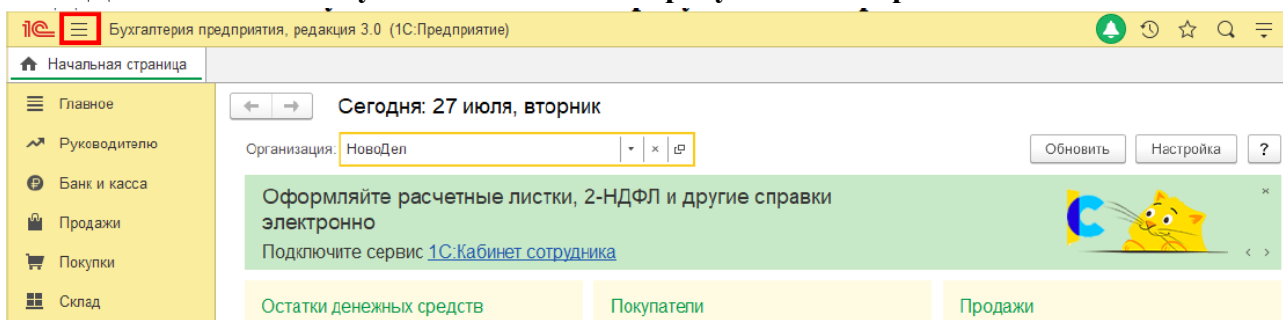 1С Бухгалтерия предприятия, редакция 3.0 (1С:Предприятие)
Начальная страница
Главное
Руководителю
Банк и касса
Продажи
Покупки
Склад
Сегодня: 27 июля, вторник
Организация: НовоДел
Обновить Настройка ?
Оформляйте расчетные листки, 2-НДФЛ и другие справки
электронно
Подключите сервис 1С:Кабинет сотрудника
Остатки денежных средств Покупатели Продажи